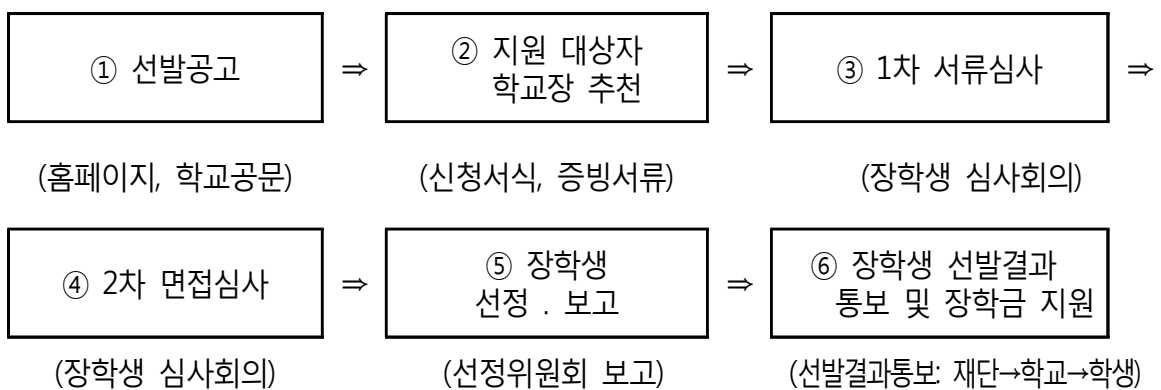 ① 선발공고 ⇒ ② 지원 대상자 학교장 추천 ⇒ ③ 1차 서류심사 ⇒
(홈페이지, 학교공문) (신청서식, 증빙서류) (장학생 심사회의)
④ 2차 면접심사 ⇒ ⑤ 장학생 선정 . 보고 ⇒ ⑥ 장학생 선발결과 통보 및 장학금 지원
(장학생 심사회의) (선정위원회 보고) (선발결과통보: 재단→학교→학생)